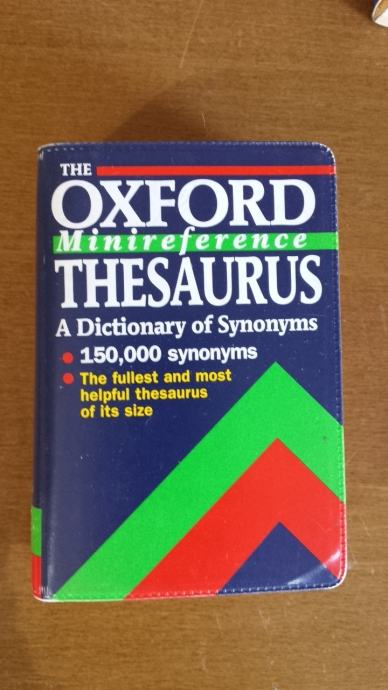 THE
OXFORD
Minireference
THESAURUS
A Dictionary of Synonyms
• 150,000 synonyms
• The fullest and most
helpful thesaurus
of its size